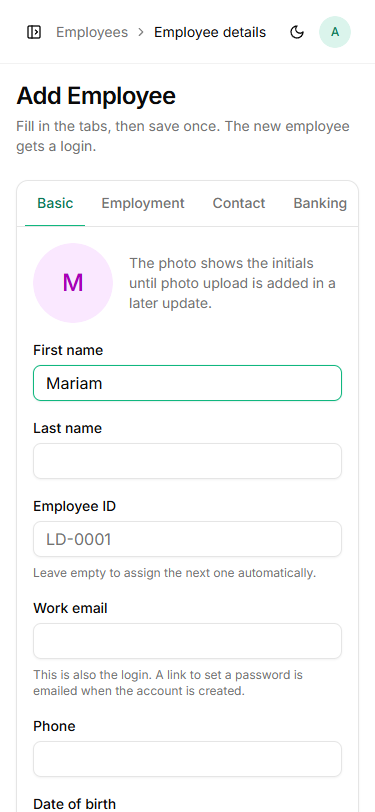 Employees > Employee details
A
Add Employee
Fill in the tabs, then save once. The new employee
gets a login.
Basic Employment Contact Banking
M
The photo shows the initials
until photo upload is added in a
later update.
First name
Mariam
Last name
Employee ID
LD-0001
Leave empty to assign the next one automatically.
Work email
This is also the login. A link to set a password is
emailed when the account is created.
Phone
Date of birth